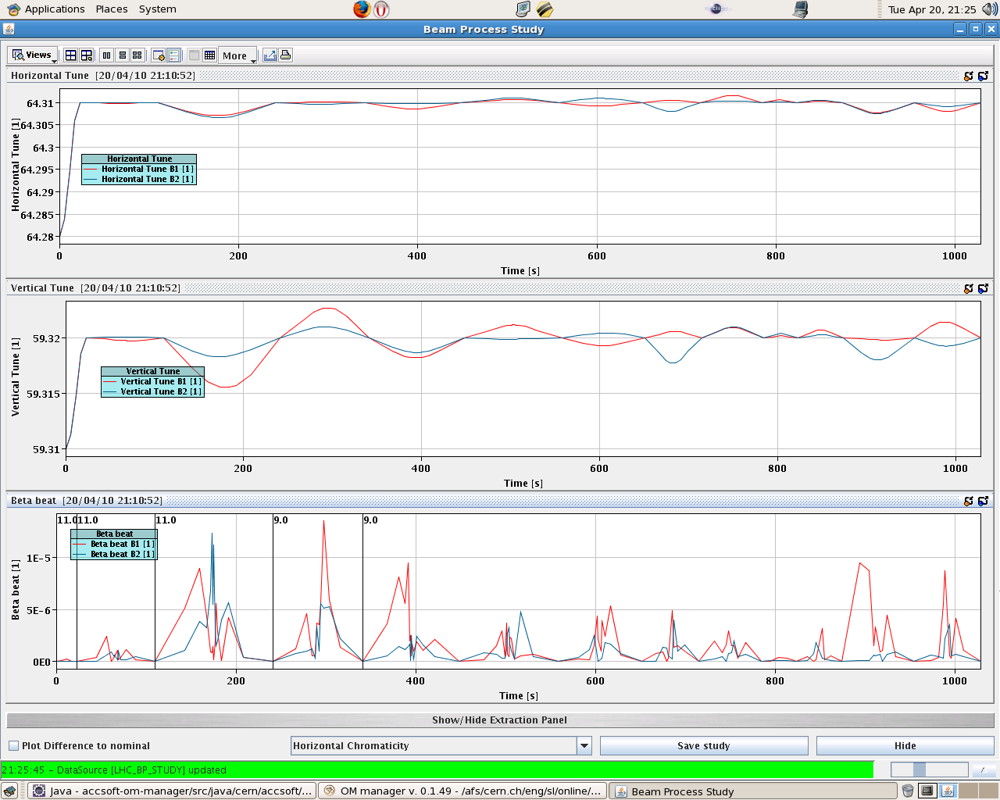 Applications Places System Tue Apr 20, 21:25
Beam Process Study
Views More
Horizontal Tune [20/04/10 21:10:52]
64.31
64.305
64.3
64.295
64.29
64.285
64.28
Horizontal Tune [1]
Horizontal Tune
Horizontal Tune B1 [1]
Horizontal Tune B2 [1]
0 200 400 600 800 1000
Time [s]
Vertical Tune [20/04/10 21:10:52]
59.32
59.315
59.31
Vertical Tune [1]
Vertical Tune
Vertical Tune B1 [1]
Vertical Tune B2 [1]
0 200 400 600 800 1000
Time [s]
Beta beat [20/04/10 21:10:52]
11.0 11.0 11.0 9.0 9.0
1E-5
5E-6
0E0
Beta beat [1]
Beta beat
Beta beat B1 [1]
Beta beat B2 [1]
0 200 400 600 800 1000
Time [s]
Show/Hide Extraction Panel
Plot Difference to nominal Horizontal Chromaticity Save study Hide
21:25:45 – DataSource [LHC_BP_STUDY] updated
Java - accsoft-om-manager/src/java/cern/accsoft/... OM manager v. 0.1.49 - /afs/cern.ch/eng/sl/online/... Beam Process Study